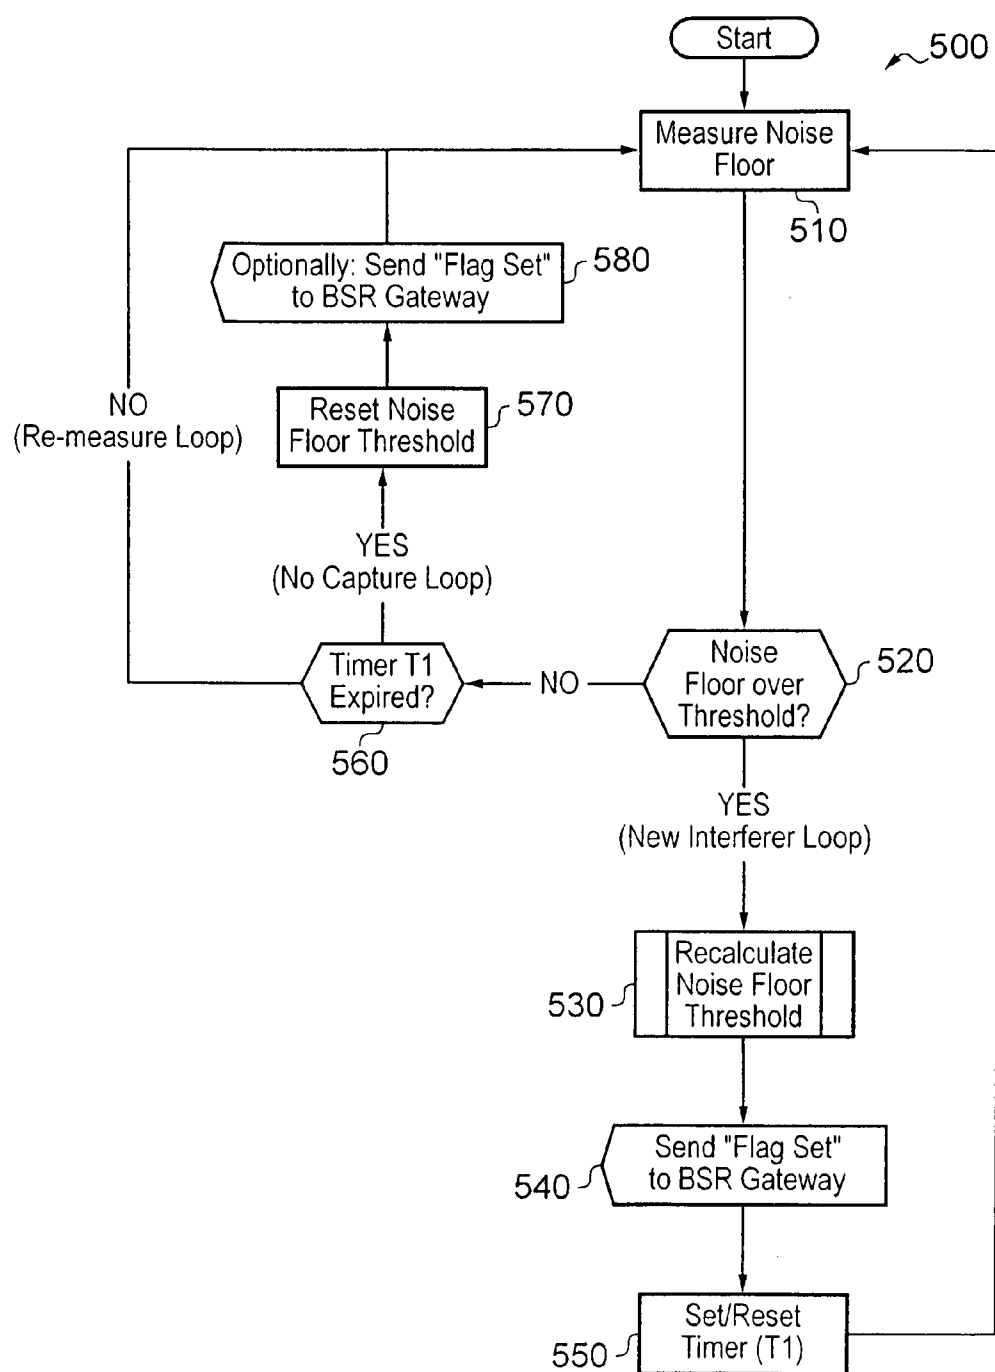 Start
500
Measure Noise
Floor
510
Optionally: Send "Flag Set"
to BSR Gateway
580
NO
(Re-measure Loop)
Reset Noise
Floor Threshold
570
YES
(No Capture Loop)
Timer T1
Expired?
560
NO
Noise
Floor over
Threshold?
520
YES
(New Interferer Loop)
Recalculate
Noise Floor
Threshold
530
Send "Flag Set"
to BSR Gateway
540
Set/Reset
Timer (T1)
550